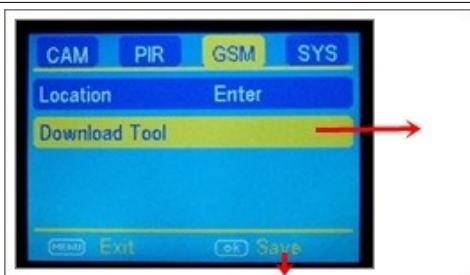 CAM PIR GSM SYS
Location Enter
Download Tool
MENU Exit ok Save